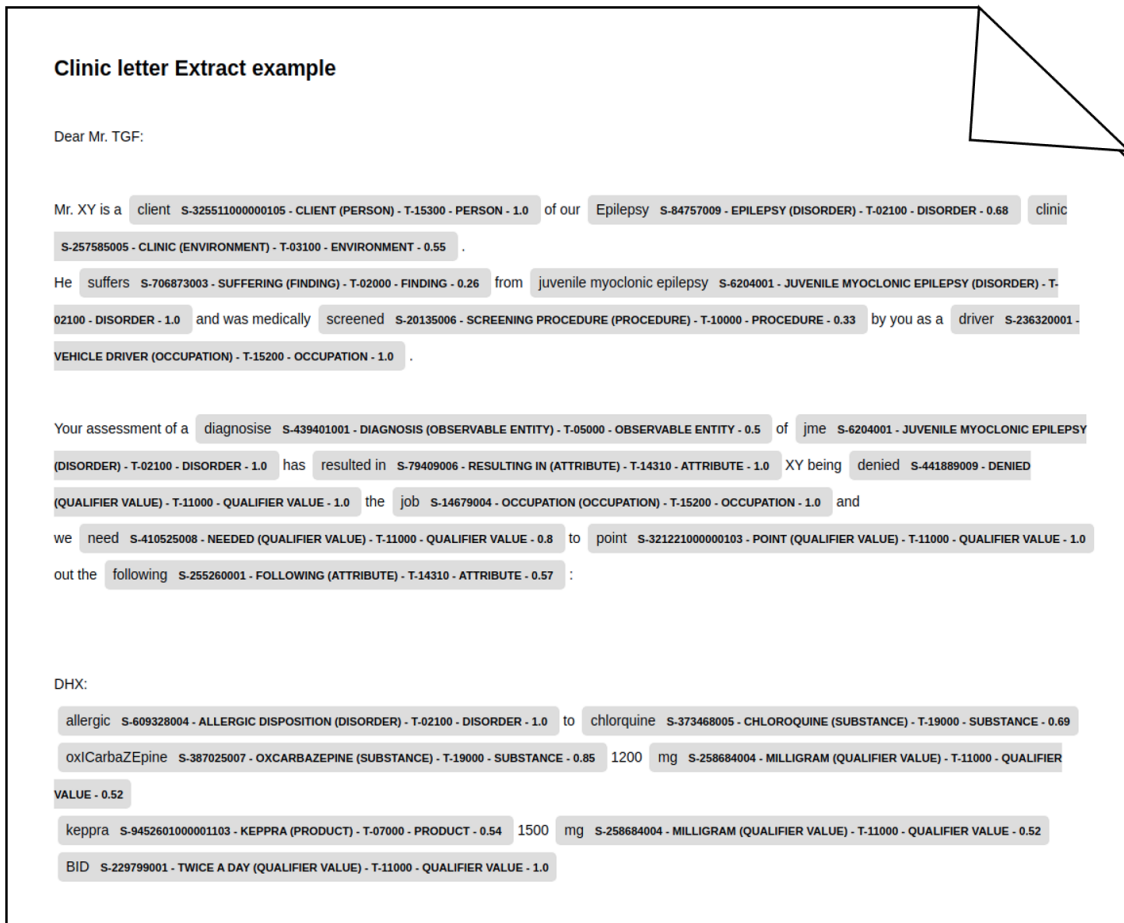 Clinic letter Extract example
Dear Mr. TGF:
Mr. XY is a client S-325511000000105 - CLIENT (PERSON) - T-15300 - PERSON - 1.0 of our Epilepsy S-84757009 - EPILEPSY (DISORDER) - T-02100 - DISORDER - 0.68 clinic
S-257585005 - CLINIC (ENVIRONMENT) - T-03100 - ENVIRONMENT - 0.55 .
He suffers S-706873003 - SUFFERING (FINDING) - T-02000 - FINDING - 0.26 from juvenile myoclonic epilepsy S-6204001 - JUVENILE MYOCLONIC EPILEPSY (DISORDER) - T-
02100 - DISORDER - 1.0 and was medically screened S-20135006 - SCREENING PROCEDURE (PROCEDURE) - T-10000 - PROCEDURE - 0.33 by you as a driver S-236320001 -
VEHICLE DRIVER (OCCUPATION) - T-15200 - OCCUPATION - 1.0 .
Your assessment of a diagnosise S-439401001 - DIAGNOSIS (OBSERVABLE ENTITY) - T-05000 - OBSERVABLE ENTITY - 0.5 of jme S-6204001 - JUVENILE MYOCLONIC EPILEPSY
(DISORDER) - T-02100 - DISORDER - 1.0 has resulted in S-79409006 - RESULTING IN (ATTRIBUTE) - T-14310 - ATTRIBUTE - 1.0 XY being denied S-441889009 - DENIED
(QUALIFIER VALUE) - T-11000 - QUALIFIER VALUE - 1.0 the job S-14679004 - OCCUPATION (OCCUPATION) - T-15200 - OCCUPATION - 1.0 and
we need S-410525008 - NEEDED (QUALIFIER VALUE) - T-11000 - QUALIFIER VALUE - 0.8 to point S-321221000000103 - POINT (QUALIFIER VALUE) - T-11000 - QUALIFIER VALUE - 1.0
out the following S-255260001 - FOLLOWING (ATTRIBUTE) - T-14310 - ATTRIBUTE - 0.57 :
DHX:
allergic S-609328004 - ALLERGIC DISPOSITION (DISORDER) - T-02100 - DISORDER - 1.0 to chlorquine S-373468005 - CHLOROQUINE (SUBSTANCE) - T-19000 - SUBSTANCE - 0.69
oxICarbaZEpine S-387025007 - OXCARBAZEPINE (SUBSTANCE) - T-19000 - SUBSTANCE - 0.85 1200 mg S-258684004 - MILLIGRAM (QUALIFIER VALUE) - T-11000 - QUALIFIER
VALUE - 0.52
keppra S-9452601000001103 - KEPPRA (PRODUCT) - T-07000 - PRODUCT - 0.54 1500 mg S-258684004 - MILLIGRAM (QUALIFIER VALUE) - T-11000 - QUALIFIER VALUE - 0.52
BID S-229799001 - TWICE A DAY (QUALIFIER VALUE) - T-11000 - QUALIFIER VALUE - 1.0